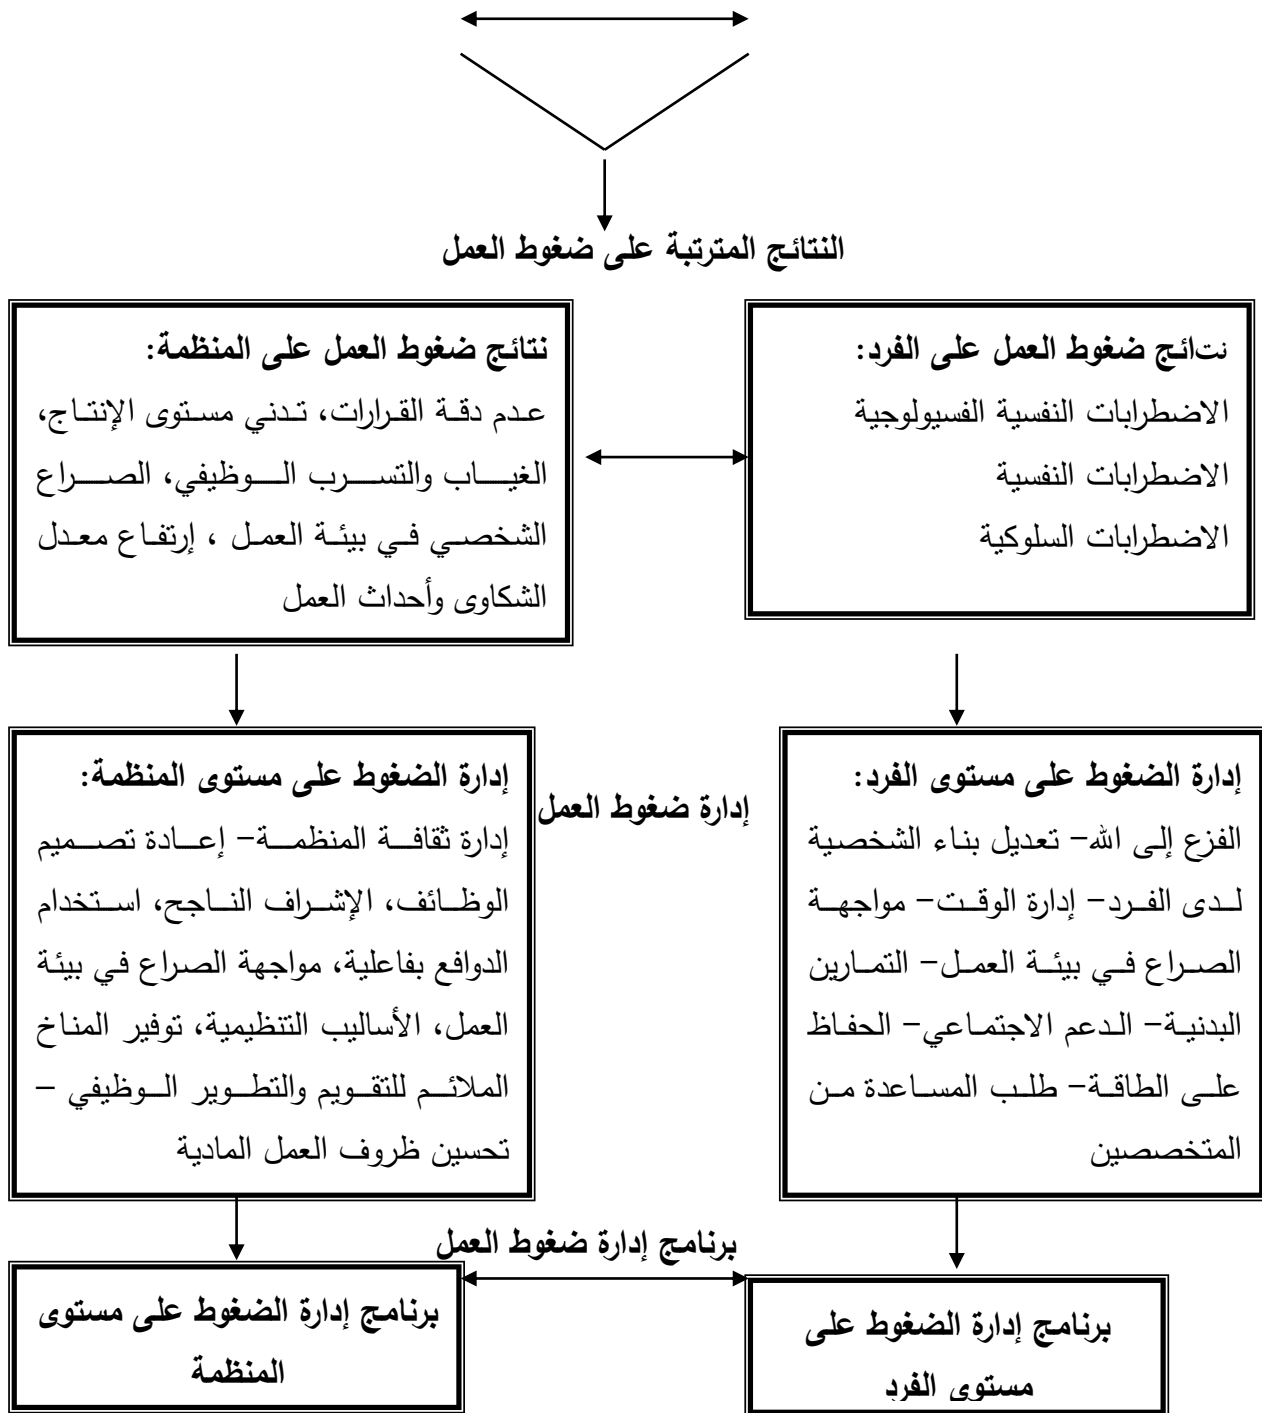 النتائج المترتبة على ضغوط العمل
نتائج ضغوط العمل على الفرد:
الاضطرابات النفسية الفسيولوجية
الاضطرابات النفسية
الاضطرابات السلوكية
نتائج ضغوط العمل على المنظمة:
عدم دقة القرارات، تدني مستوى الإنتاج،
الغياب والتسرب الوظيفي، الصراع
الشخصي في بيئة العمل ، إرتفاع معدل
الشكاوى وأحداث العمل
إدارة ضغوط العمل
إدارة الضغوط على مستوى الفرد:
الفزع إلى الله– تعديل بناء الشخصية
لدى الفرد– إدارة الوقت– مواجهة
الصراع في بيئة العمل– التمارين
البدنية– الدعم الاجتماعي– الحفاظ
على الطاقة– طلب المساعدة من
المتخصصين
إدارة الضغوط على مستوى المنظمة:
إدارة ثقافة المنظمة– إعادة تصميم
الوظائف، الإشراف الناجح، استخدام
الدوافع بفاعلية، مواجهة الصراع في بيئة
العمل، الأساليب التنظيمية، توفير المناخ
الملائم للتقويم والتطوير الوظيفي –
تحسين ظروف العمل المادية
برنامج إدارة ضغوط العمل
برنامج إدارة الضغوط على
مستوى الفرد
برنامج إدارة الضغوط على مستوى
المنظمة